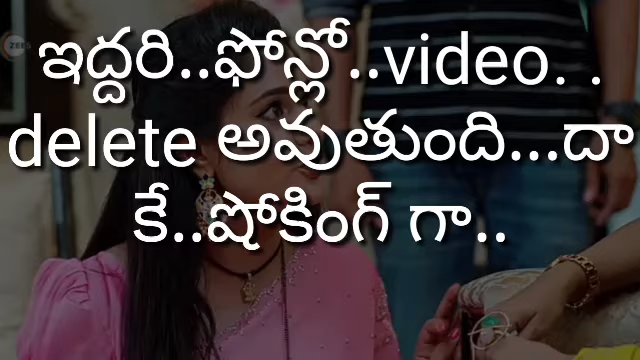 ఇద్దరి..ఫోన్లో..video. .
delete అవుతుంది...దా
కే..షోకింగ్ గా..